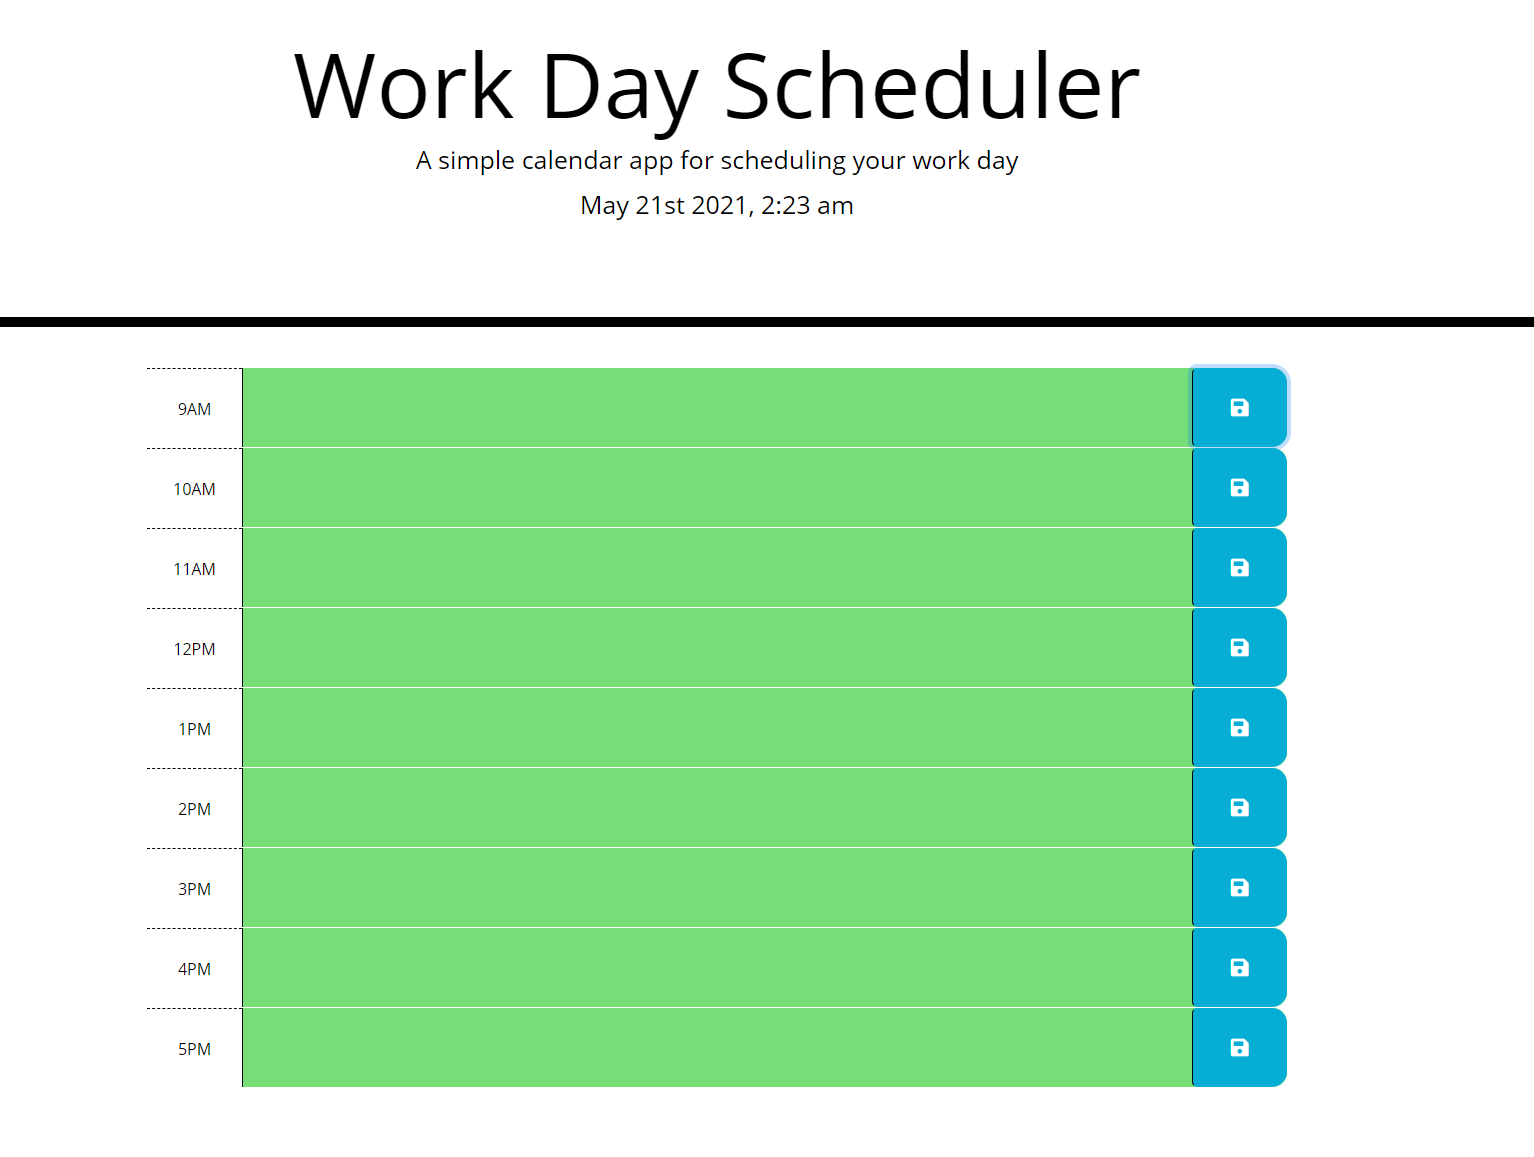 Work Day Scheduler
A simple calendar app for scheduling your work day
May 21st 2021, 2:23 am
9AM
10AM
11AM
12PM
1PM
2PM
3PM
4PM
5PM